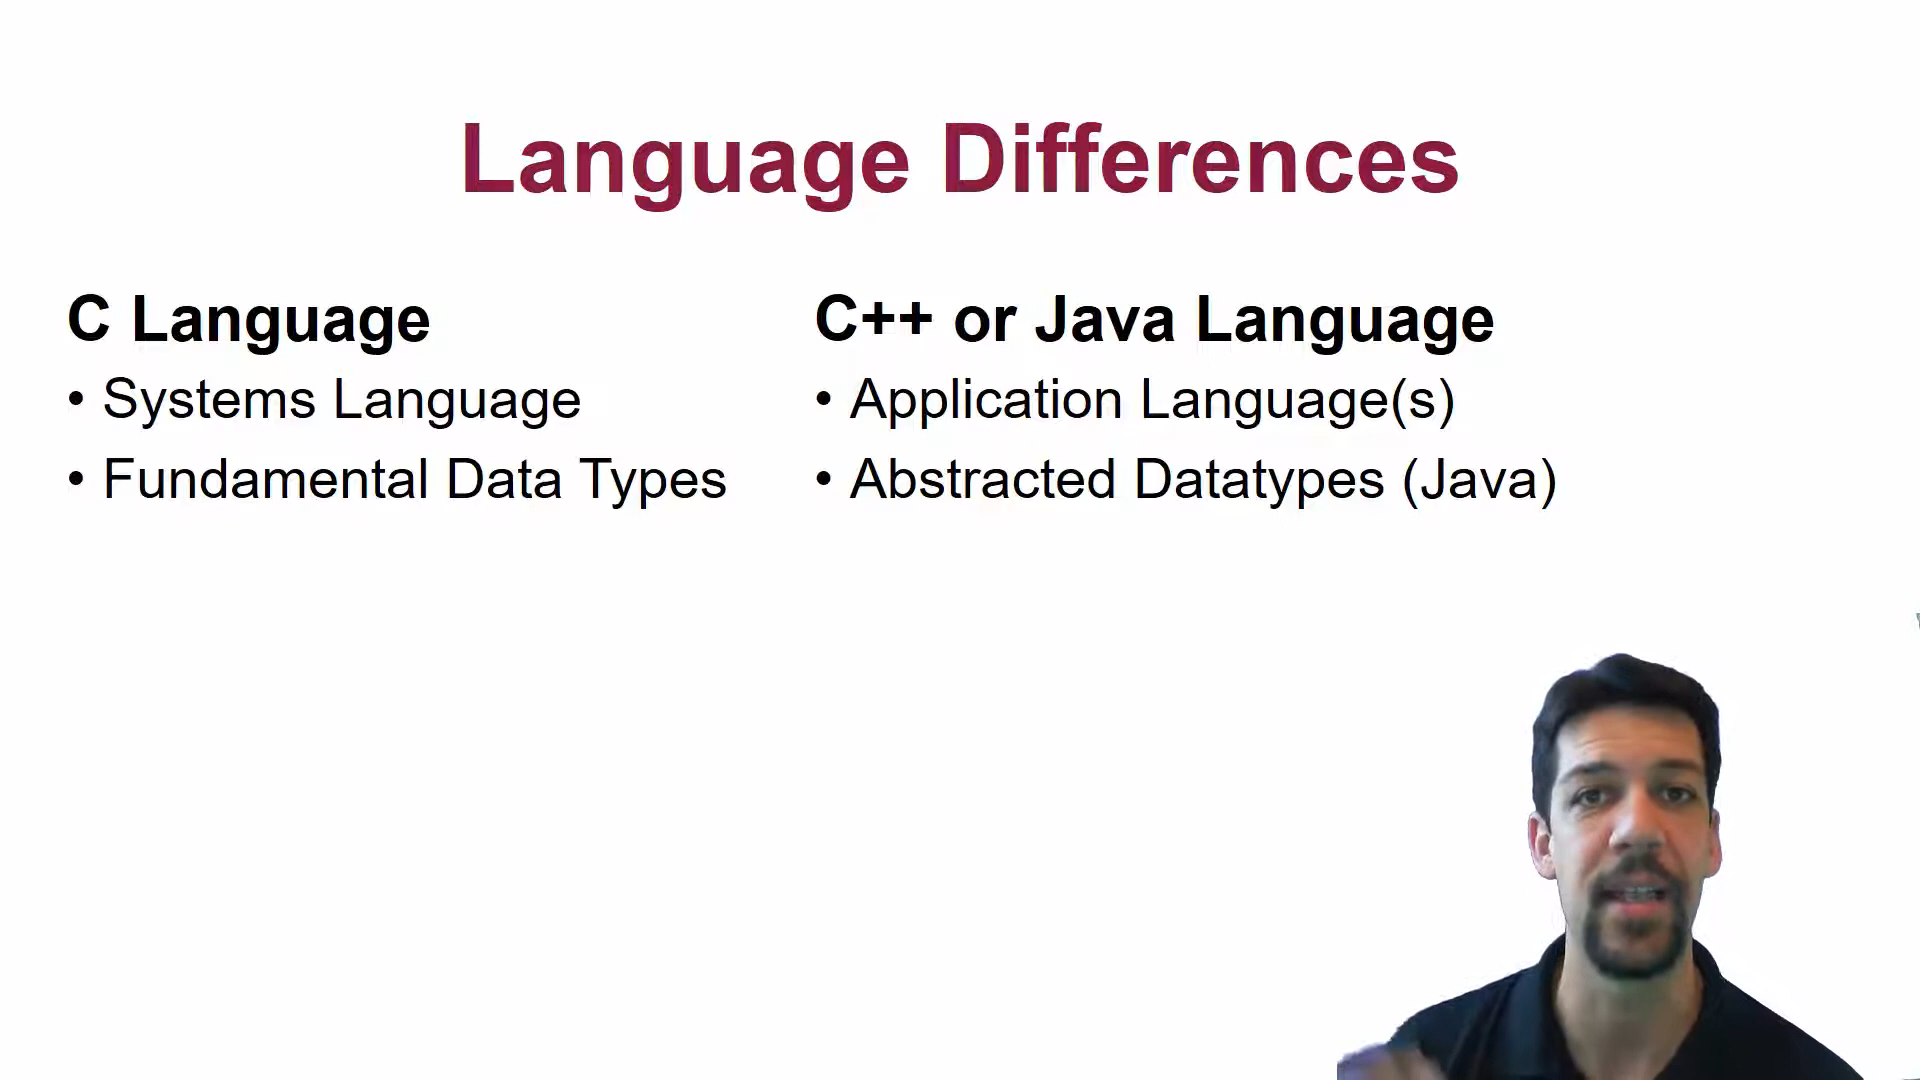 Language Differences
C Language
• Systems Language
• Fundamental Data Types
C++ or Java Language
• Application Language(s)
• Abstracted Datatypes (Java)